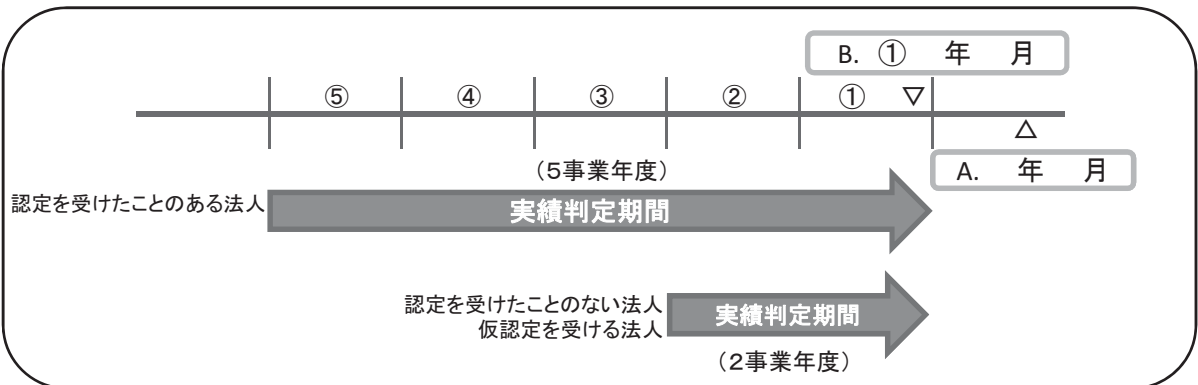 B. ① 年 月
⑤ ④ ③ ② ① ▽
△
A. 年 月
(5事業年度)
認定を受けたことのある法人
実績判定期間
認定を受けたことのない法人
仮認定を受ける法人
実績判定期間
(2事業年度)